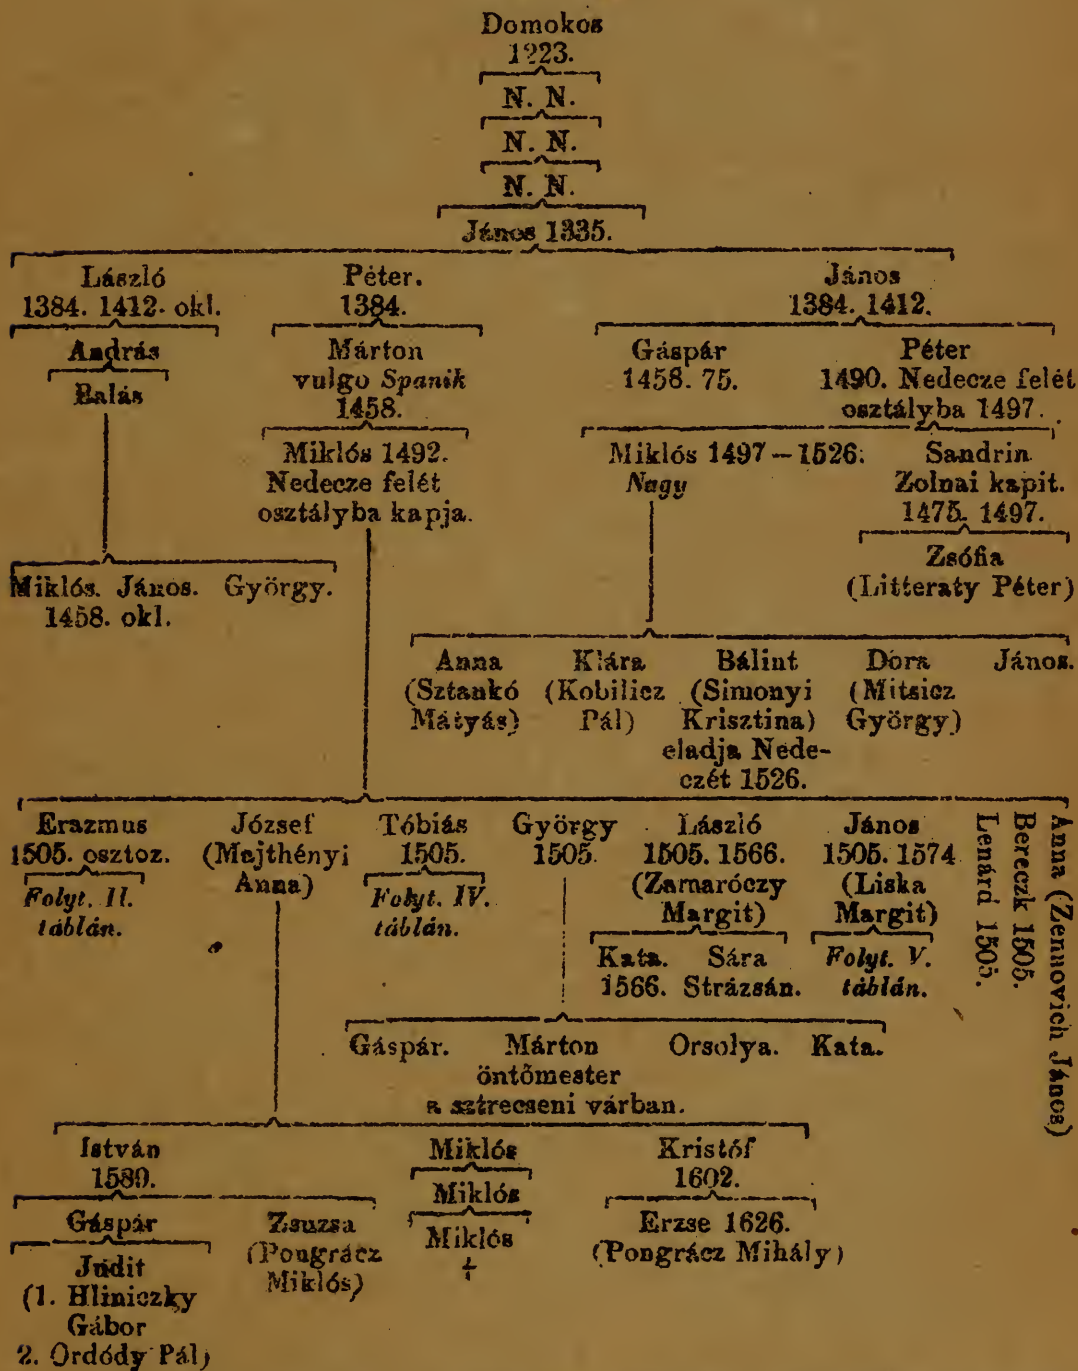 Domokos
1223.
N. N.
N. N.
N. N.
János 1335.
László Péter. János
1384. 1412. okl. 1384. 1384. 1412.
András Márton Gáspár Péter
Balás vulgo Spanik 1458. 75. 1490. Nedecze felét
1458. osztályba 1497.
Miklós 1492. Miklós 1497–1526. Sandrin
Nedecze felét Nagy Zolnai kapit.
osztályba kapja. 1475. 1497.
Zsófia
Miklós. János. György. (Litteraty Péter)
1458. okl.
Anna Klára Bálint Dóra János.
(Sztankó (Kobilicz (Simonyi (Mitsicz
Mátyás) Pál) Krisztina) György)
eladja Nede-
czét 1526.
Erazmus József Tóbiás György László János
1505. osztoz. (Majthényi 1505. 1505. 1505. 1566. 1505. 1574
Anna) (Zamaróczy (Liska
Folyt. II. Folyt. IV. Margit) Margit)
táblán. táblán. Kata. Sára Folyt. V.
1566. Strázsán. táblán.
Anna (Zennovich János)
Bereczk 1505.
Lenárd 1505.
Gáspár. Márton Orsolya. Kata.
öntőmester
a sztrecseni várban.
István Miklós Kristóf
1580. Miklós 1602.
Gáspár Zsuzsa Miklós Erzse 1626.
Judit (Pongrácz † (Pongrácz Mihály)
(1. Hliniczky Miklós)
Gábor
2. Ordódy Pál)